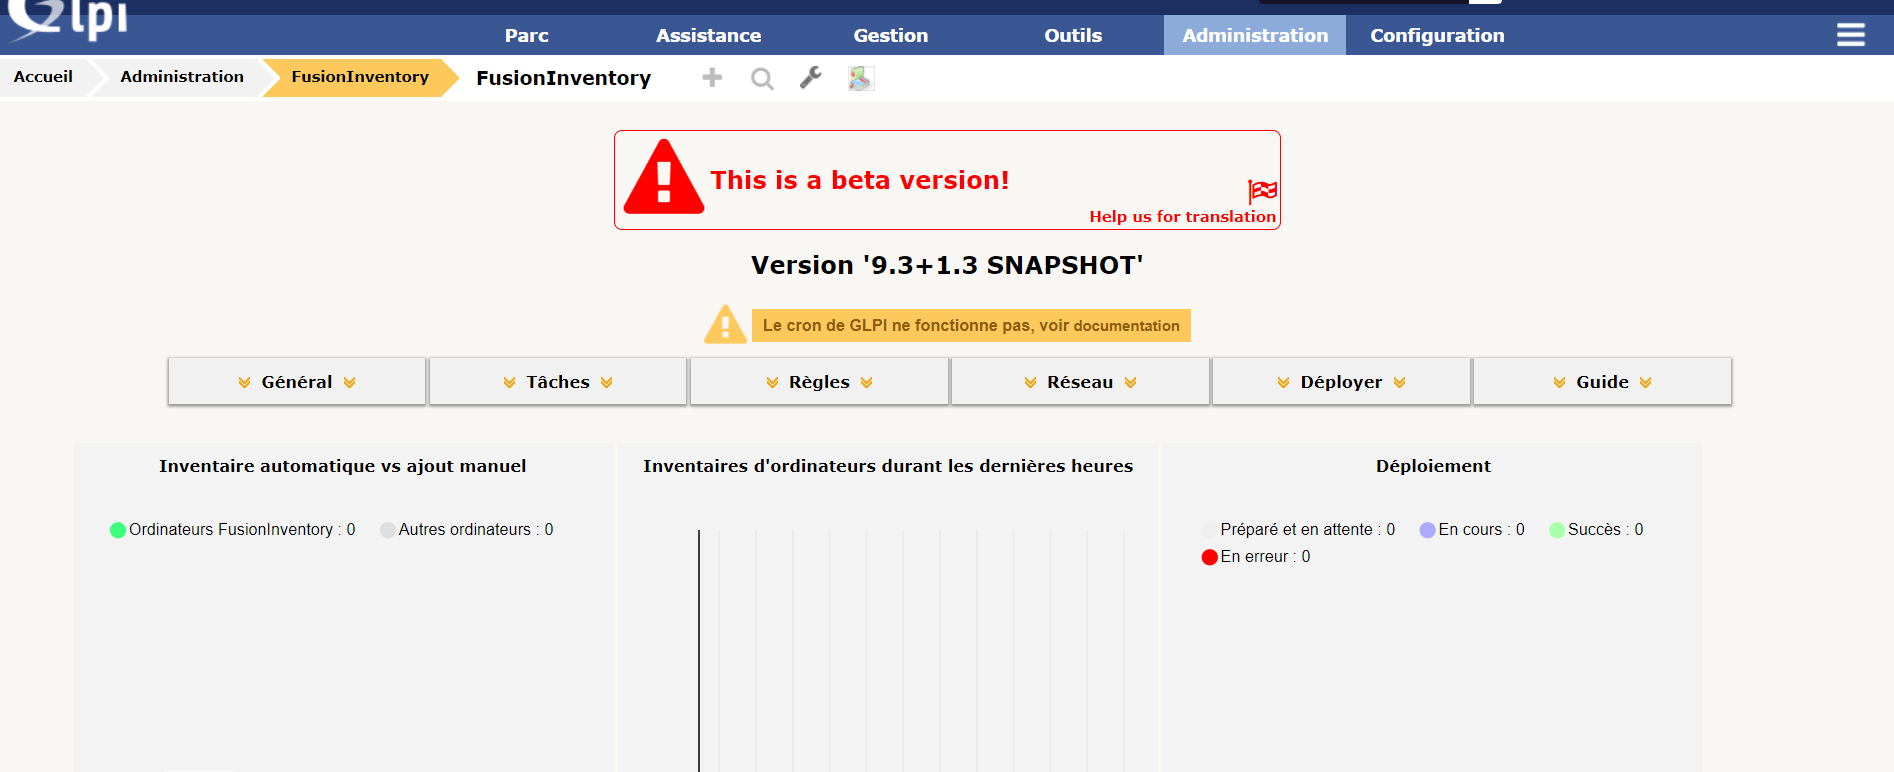 Glpi
Parc Assistance Gestion Outils Administration Configuration
Accueil Administration FusionInventory FusionInventory
This is a beta version!
Help us for translation
Version '9.3+1.3 SNAPSHOT'
Le cron de GLPI ne fonctionne pas, voir documentation
Général Tâches Règles Réseau Déployer Guide
Inventaire automatique vs ajout manuel
Ordinateurs FusionInventory : 0 Autres ordinateurs : 0
Inventaires d'ordinateurs durant les dernières heures
Déploiement
Préparé et en attente : 0 En cours : 0 Succès : 0
En erreur : 0